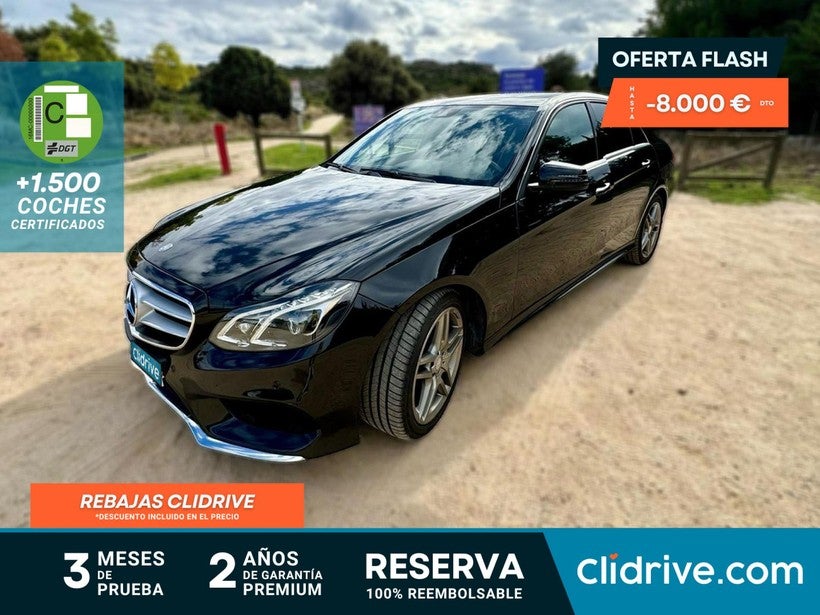 C
DGT
+1.500
COCHES
CERTIFICADOS
OFERTA FLASH
HASTA
-8.000 €
DTO
clidrive
REBAJAS CLIDRIVE
*DESCUENTO INCLUIDO EN EL PRECIO
3 MESES
DE
PRUEBA
2 AÑOS
DE GARANTÍA
PREMIUM
RESERVA
100% REEMBOLSABLE
Clidrive.com